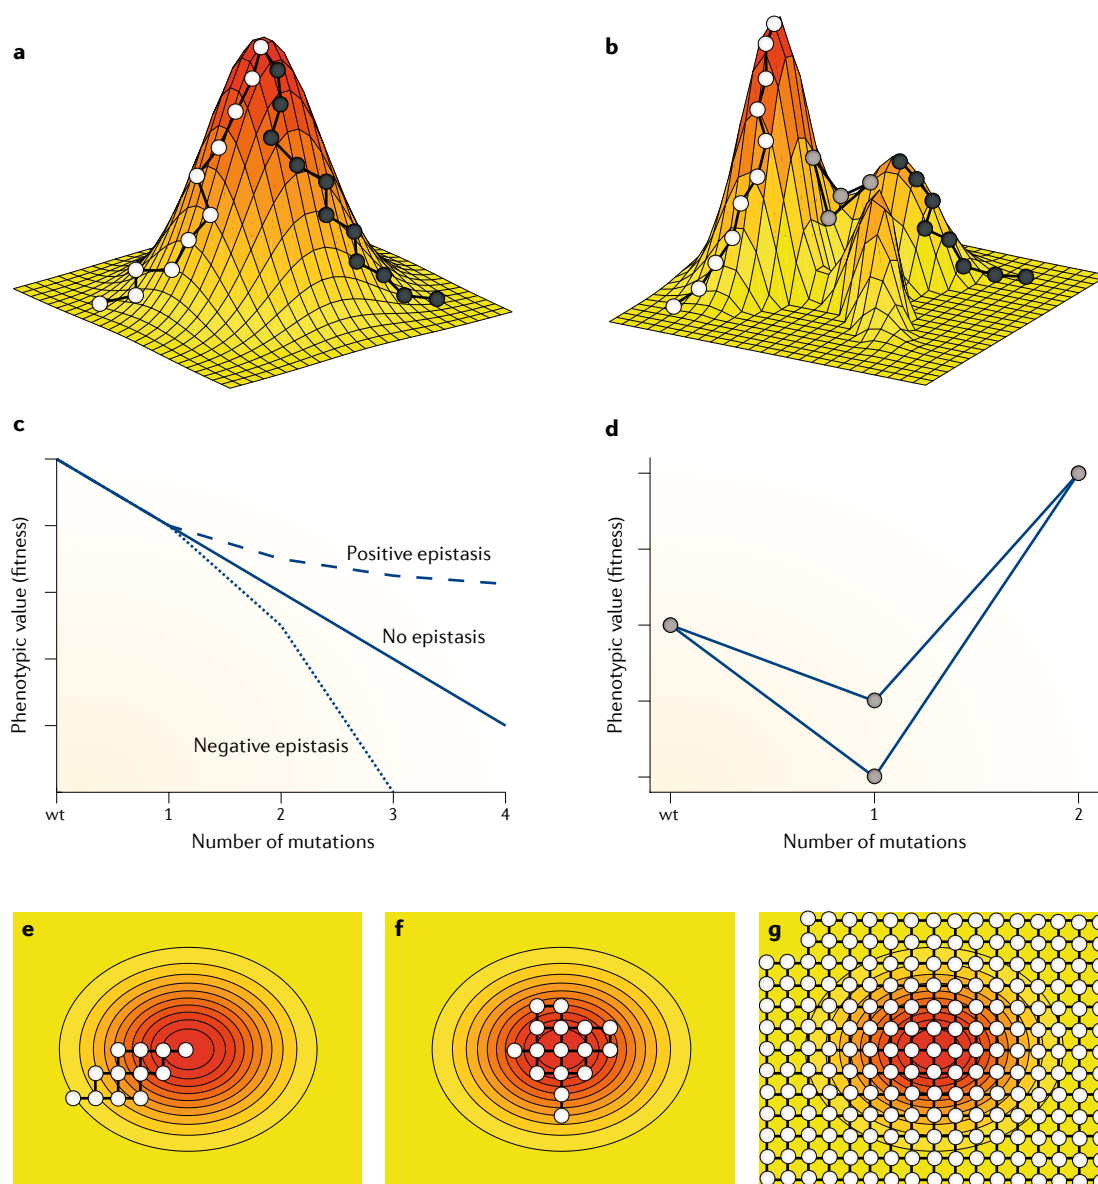 a
b
c
d
Phenotypic value (fitness)
Positive epistasis
No epistasis
Negative epistasis
wt
1
2
3
4
Number of mutations
Phenotypic value (fitness)
wt
1
2
Number of mutations
e
f
g